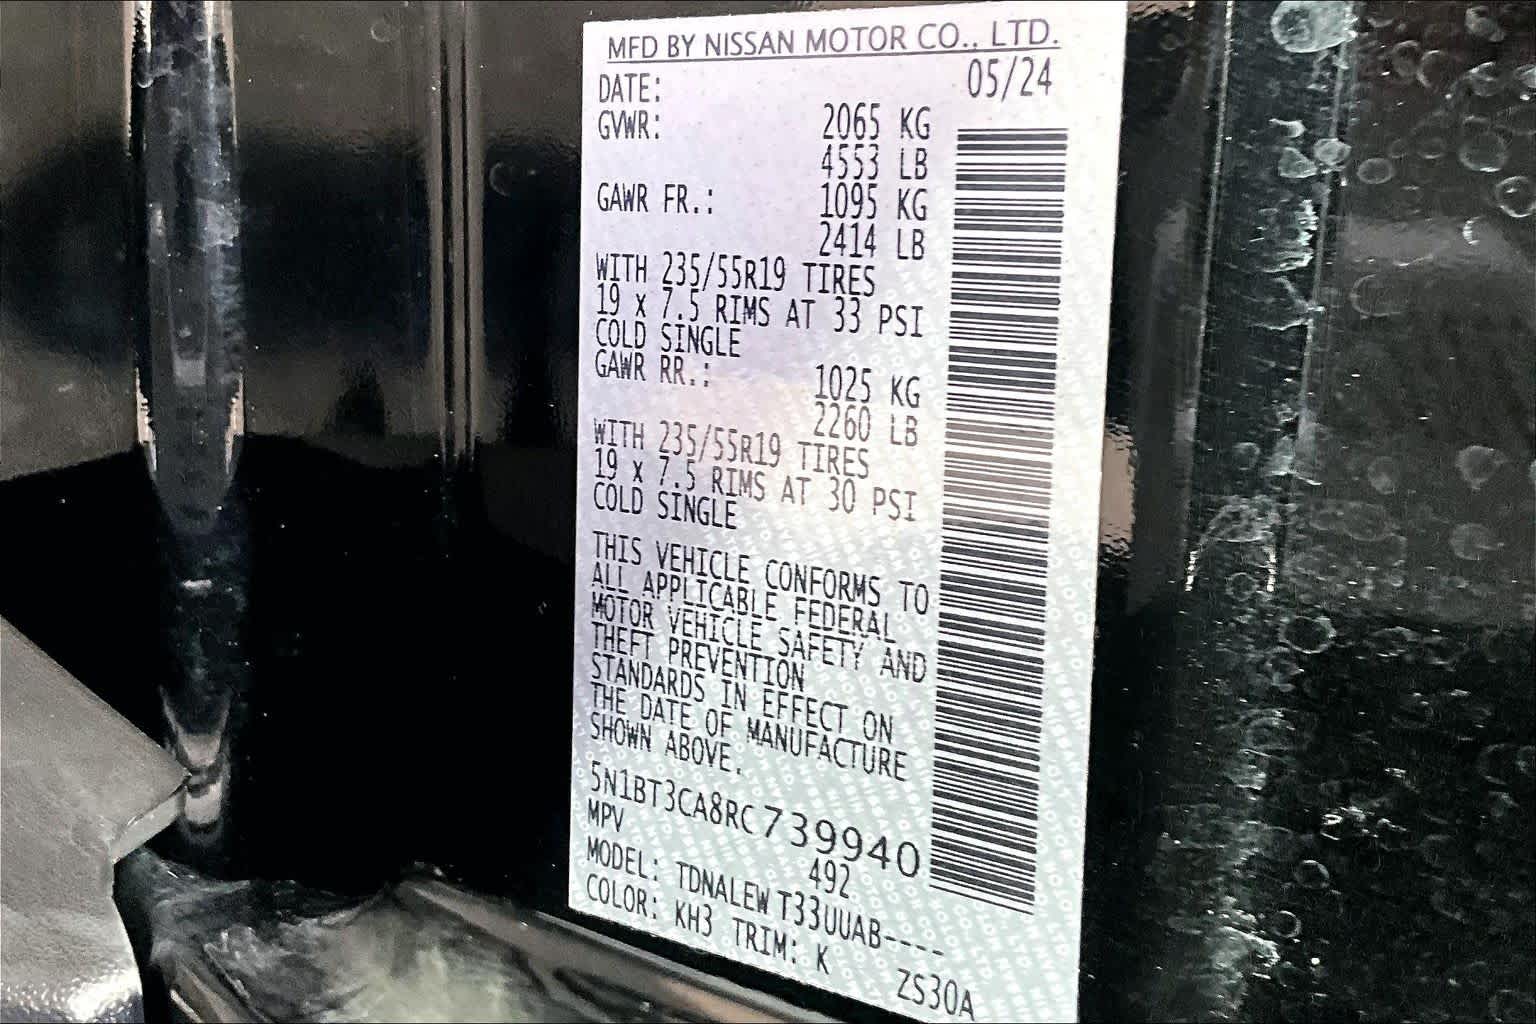 MFD BY NISSAN MOTOR CO., LTD.
DATE: 05/24
GVWR: 2065 KG
4553 LB
GAWR FR.: 1095 KG
2414 LB
WITH 235/55R19 TIRES
19 X 7.5 RIMS AT 33 PSI
COLD SINGLE
GAWR RR.: 1025 KG
2260 LB
WITH 235/55R19 TIRES
19 X 7.5 RIMS AT 30 PSI
COLD SINGLE
THIS VEHICLE CONFORMS TO
ALL APPLICABLE FEDERAL
MOTOR VEHICLE SAFETY AND
THEFT PREVENTION
STANDARDS IN EFFECT ON
THE DATE OF MANUFACTURE
SHOWN ABOVE.
5N1BT3CA8RC739940
MPV 492
MODEL: TDNALEW T33UUAB----
COLOR: KH3 TRIM: K ZS30A